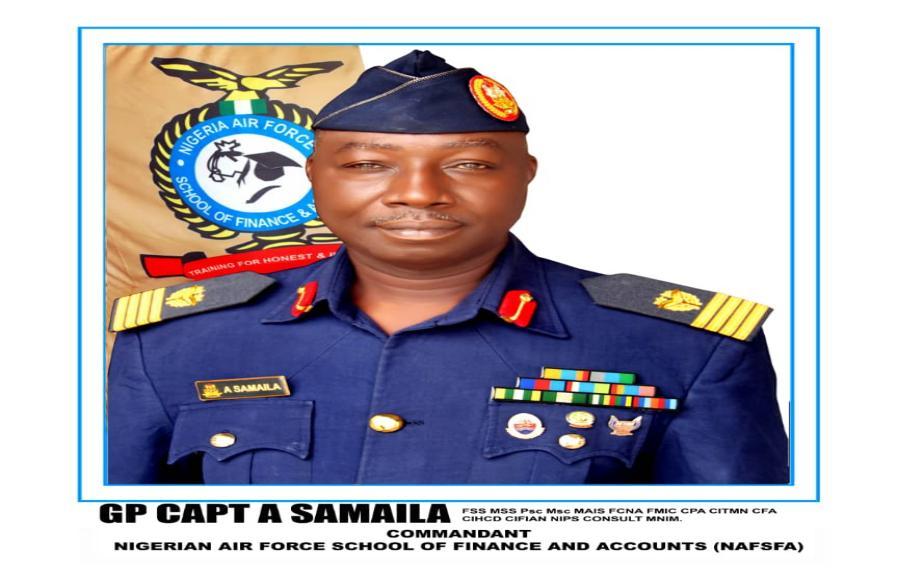 NIGERIA AIR FORCE
SCHOOL OF FINANCE &
TRAINING FOR HONEST &
A SAMAILA
GP CAPT A SAMAILA
FSS MSS Psc Msc MAIS FCNA FMIC CPA CITMN CFA
CIHCD CIFIAN NIPS CONSULT MNIM.
COMMANDANT
NIGERIAN AIR FORCE SCHOOL OF FINANCE AND ACCOUNTS (NAFSFA)